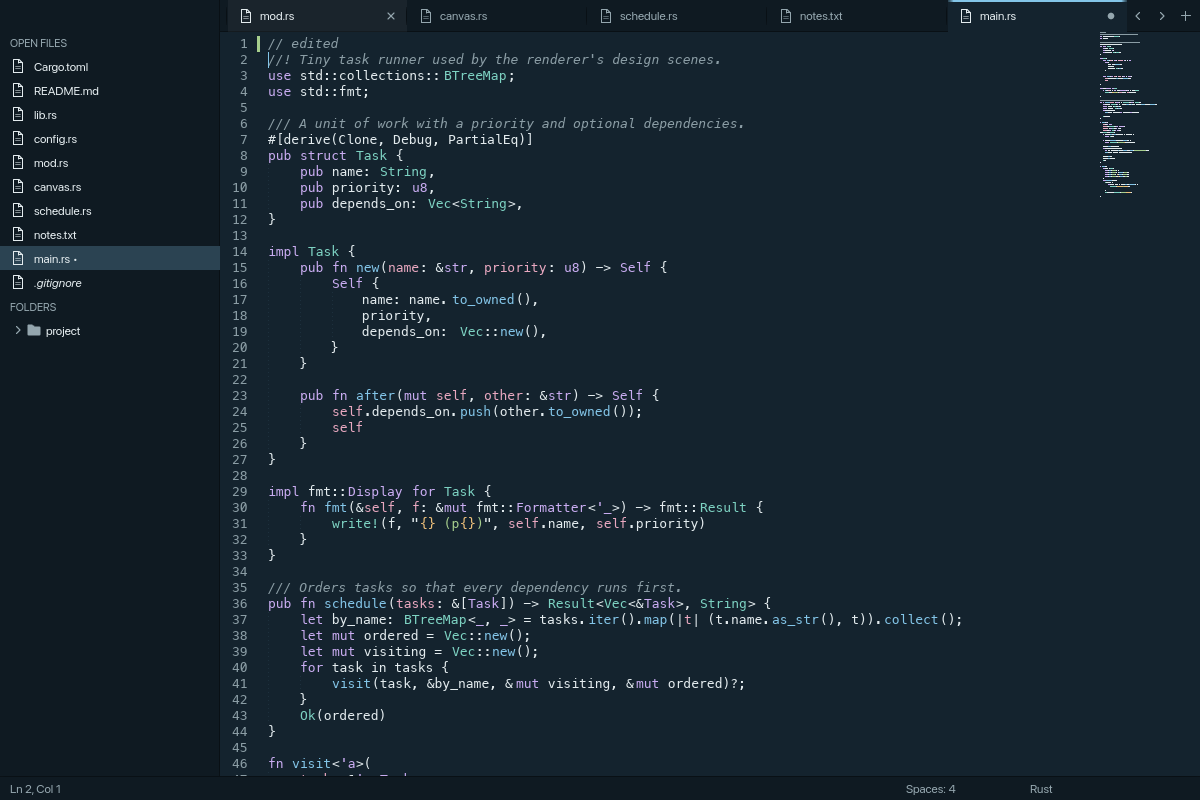 mod.rs
canvas.rs
schedule.rs
notes.txt
main.rs
OPEN FILES
Cargo.toml
README.md
lib.rs
config.rs
mod.rs
canvas.rs
schedule.rs
notes.txt
main.rs •
.gitignore
FOLDERS
project
1 // edited
2 //! Tiny task runner used by the renderer's design scenes.
3 use std::collections::BTreeMap;
4 use std::fmt;
5
6 /// A unit of work with a priority and optional dependencies.
7 #[derive(Clone, Debug, PartialEq)]
8 pub struct Task {
9     pub name: String,
10     pub priority: u8,
11     pub depends_on: Vec<String>,
12 }
13
14 impl Task {
15     pub fn new(name: &str, priority: u8) -> Self {
16         Self {
17             name: name.to_owned(),
18             priority,
19             depends_on: Vec::new(),
20         }
21     }
22
23     pub fn after(mut self, other: &str) -> Self {
24         self.depends_on.push(other.to_owned());
25         self
26     }
27 }
28
29 impl fmt::Display for Task {
30     fn fmt(&self, f: &mut fmt::Formatter<'_>) -> fmt::Result {
31         write!(f, "{} (p{})", self.name, self.priority)
32     }
33 }
34
35 /// Orders tasks so that every dependency runs first.
36 pub fn schedule(tasks: &[Task]) -> Result<Vec<&Task>, String> {
37     let by_name: BTreeMap<_, _> = tasks.iter().map(|t| (t.name.as_str(), t)).collect();
38     let mut ordered = Vec::new();
39     let mut visiting = Vec::new();
40     for task in tasks {
41         visit(task, &by_name, &mut visiting, &mut ordered)?;
42     }
43     Ok(ordered)
44 }
45
46 fn visit<'a>(
Ln 2, Col 1
Spaces: 4
Rust